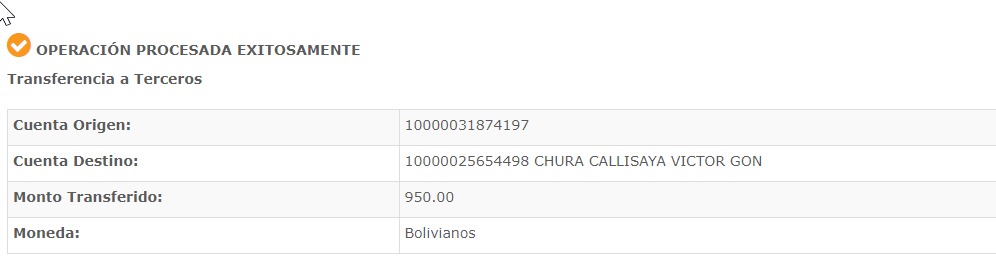 OPERACIÓN PROCESADA EXITOSAMENTE
Transferencia a Terceros
Cuenta Origen: 10000031874197
Cuenta Destino: 10000025654498 CHURA CALLISAYA VICTOR GON
Monto Transferido: 950.00
Moneda: Bolivianos